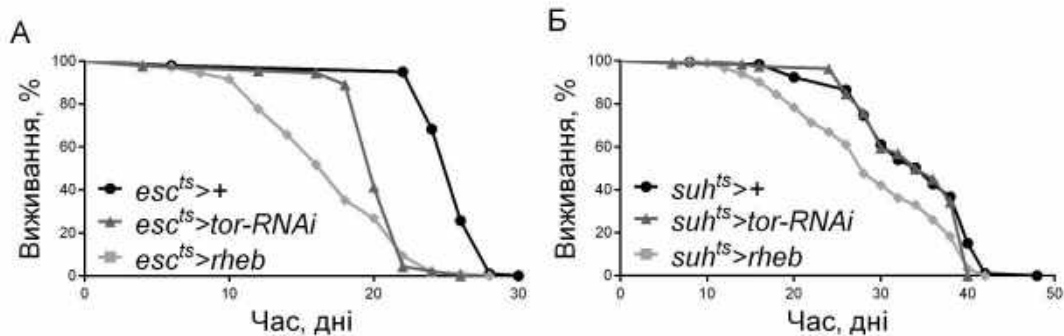 А
Виживання, %
100
80
60
40
20
0
esc^ts>+
esc^ts>tor-RNAi
esc^ts>rheb
0 10 20 30
Час, дні
Б
Виживання, %
100
80
60
40
20
0
suh^ts>+
suh^ts>tor-RNAi
suh^ts>rheb
0 10 20 30 40 50
Час, дні